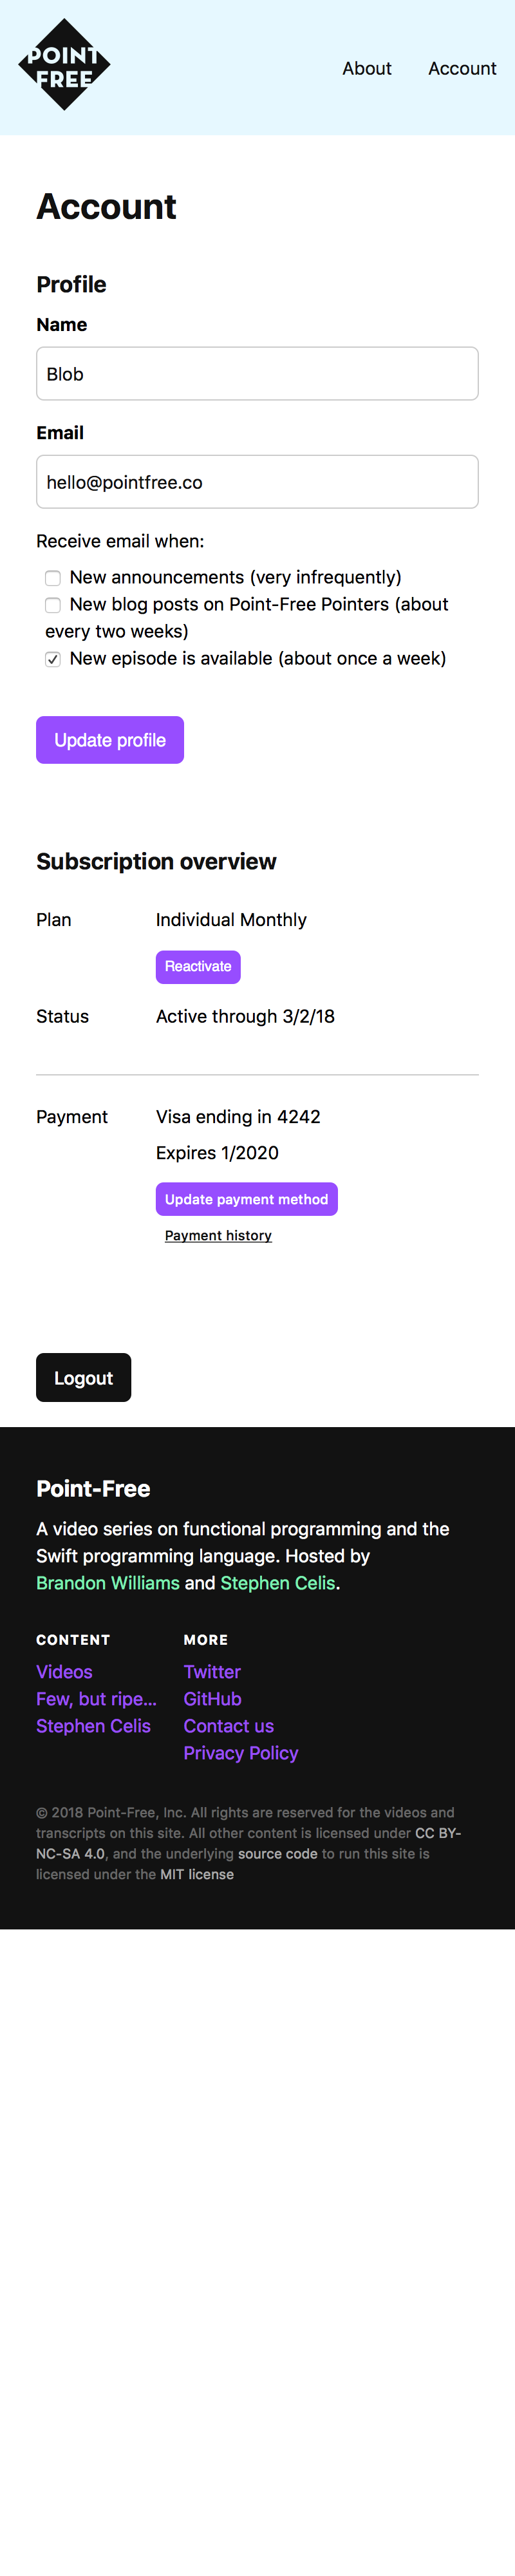 POINT
FREE
About Account
Account
Profile
Name
Blob
Email
hello@pointfree.co
Receive email when:
New announcements (very infrequently)
New blog posts on Point-Free Pointers (about
every two weeks)
New episode is available (about once a week)
Update profile
Subscription overview
Plan Individual Monthly
Reactivate
Status Active through 3/2/18
Payment Visa ending in 4242
Expires 1/2020
Update payment method
Payment history
Logout
Point-Free
A video series on functional programming and the
Swift programming language. Hosted by
Brandon Williams and Stephen Celis.
CONTENT
Videos
Few, but ripe...
Stephen Celis
MORE
Twitter
GitHub
Contact us
Privacy Policy
© 2018 Point-Free, Inc. All rights are reserved for the videos and
transcripts on this site. All other content is licensed under CC BY-
NC-SA 4.0, and the underlying source code to run this site is
licensed under the MIT license